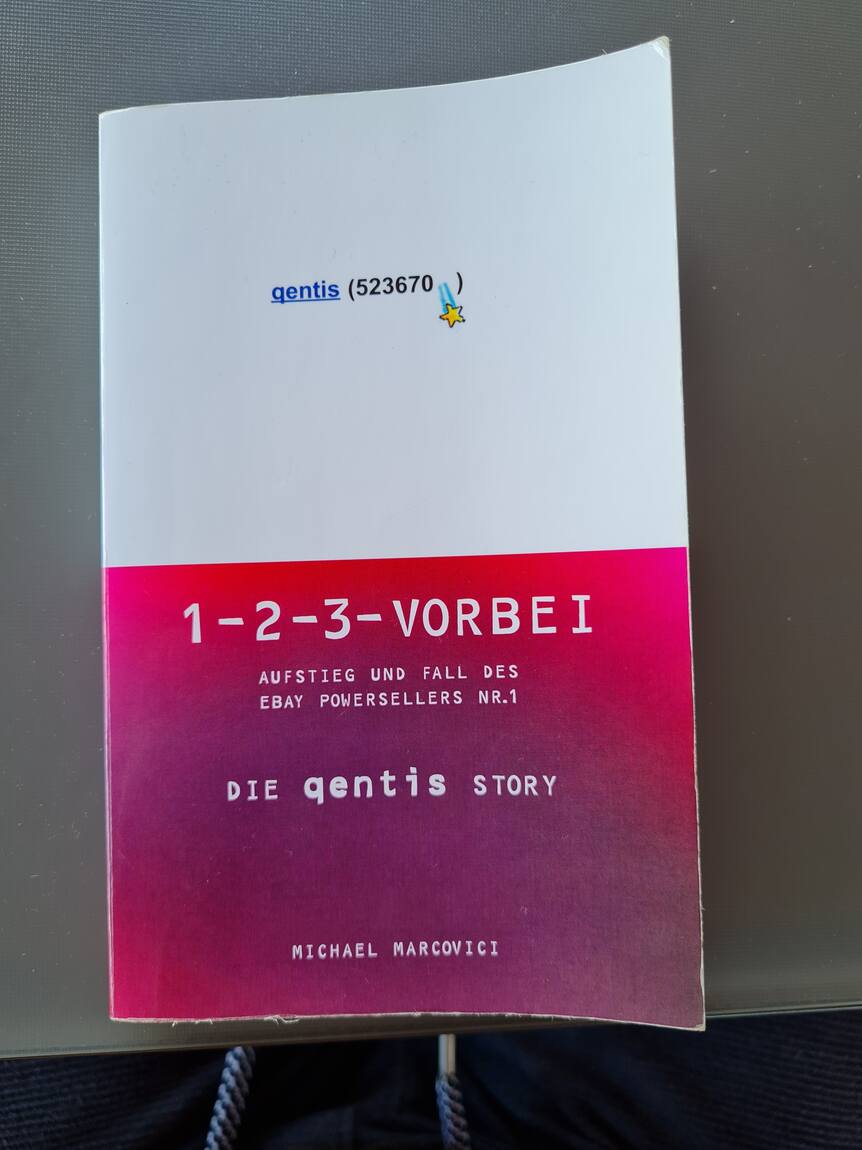 qentis (523670 )
1-2-3-VORBEI
AUFSTIEG UND FALL DES
EBAY POWERSELLERS NR.1
DIE qentis STORY
MICHAEL MARCOVICI